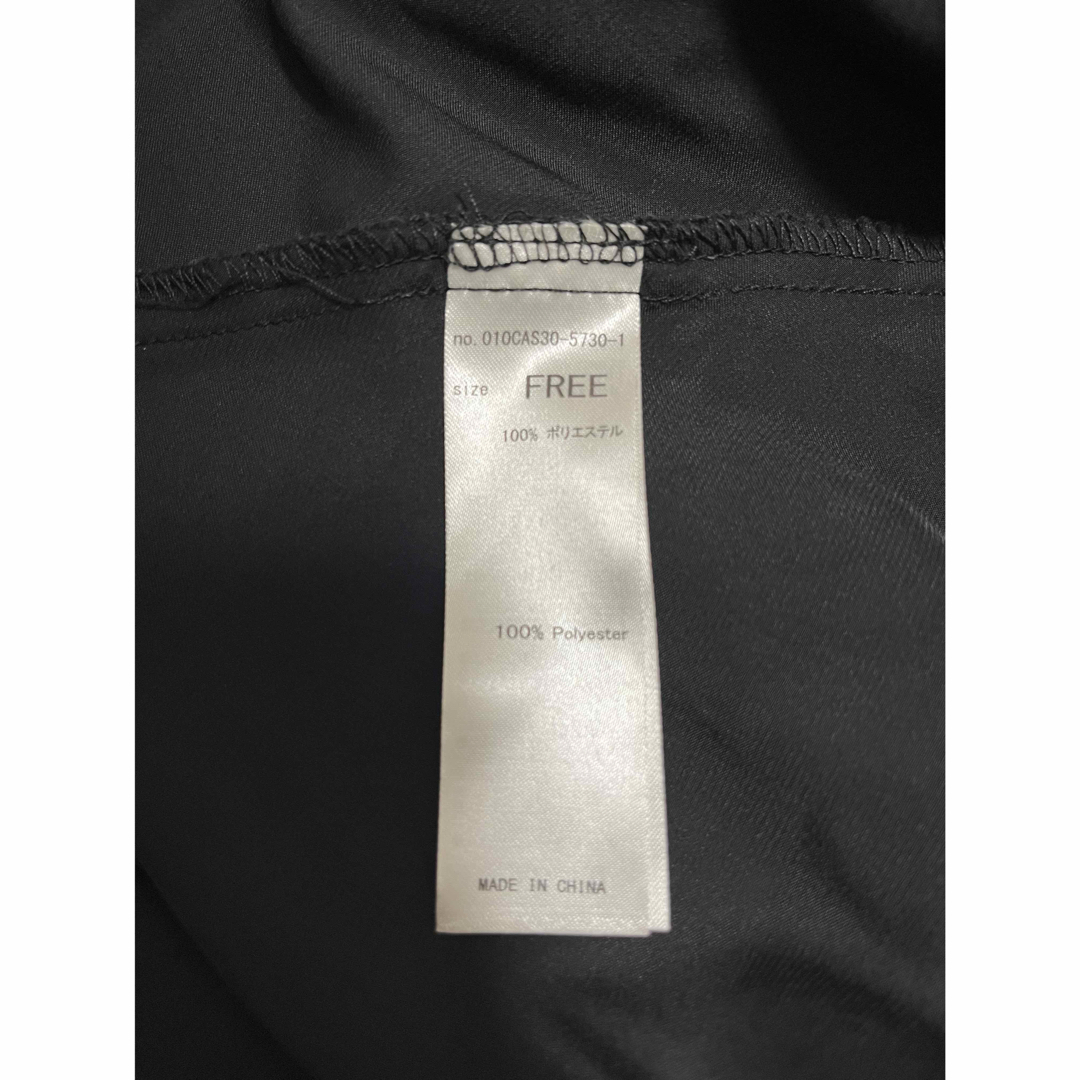 no. 010CAS30-5730-1
size FREE
100% ポリエステル
100% Polyester
MADE IN CHINA